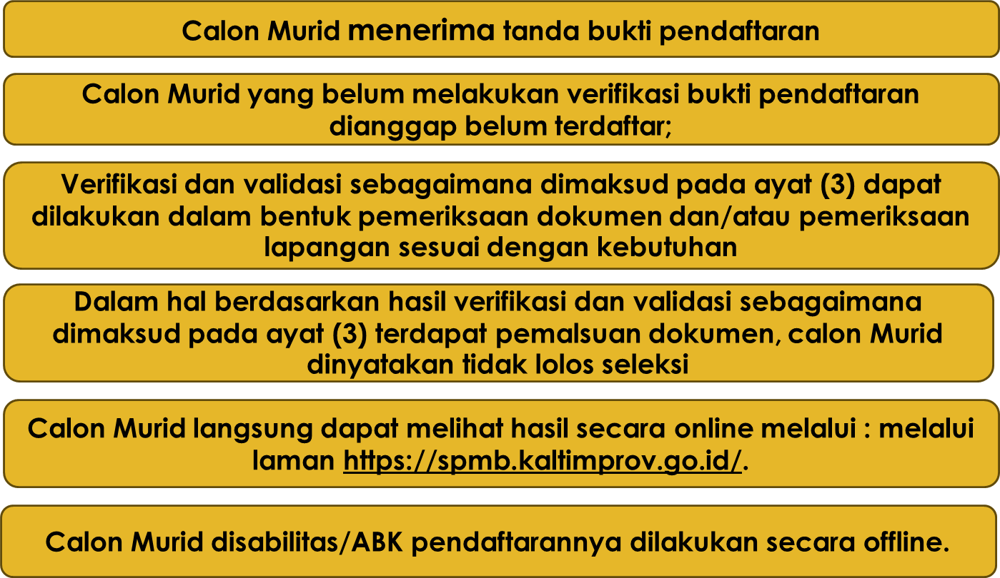 Calon Murid menerima tanda bukti pendaftaran
Calon Murid yang belum melakukan verifikasi bukti pendaftaran
dianggap belum terdaftar;
Verifikasi dan validasi sebagaimana dimaksud pada ayat (3) dapat
dilakukan dalam bentuk pemeriksaan dokumen dan/atau pemeriksaan
lapangan sesuai dengan kebutuhan
Dalam hal berdasarkan hasil verifikasi dan validasi sebagaimana
dimaksud pada ayat (3) terdapat pemalsuan dokumen, calon Murid
dinyatakan tidak lolos seleksi
Calon Murid langsung dapat melihat hasil secara online melalui : melalui
laman https://spmb.kaltimprov.go.id/.
Calon Murid disabilitas/ABK pendaftarannya dilakukan secara offline.